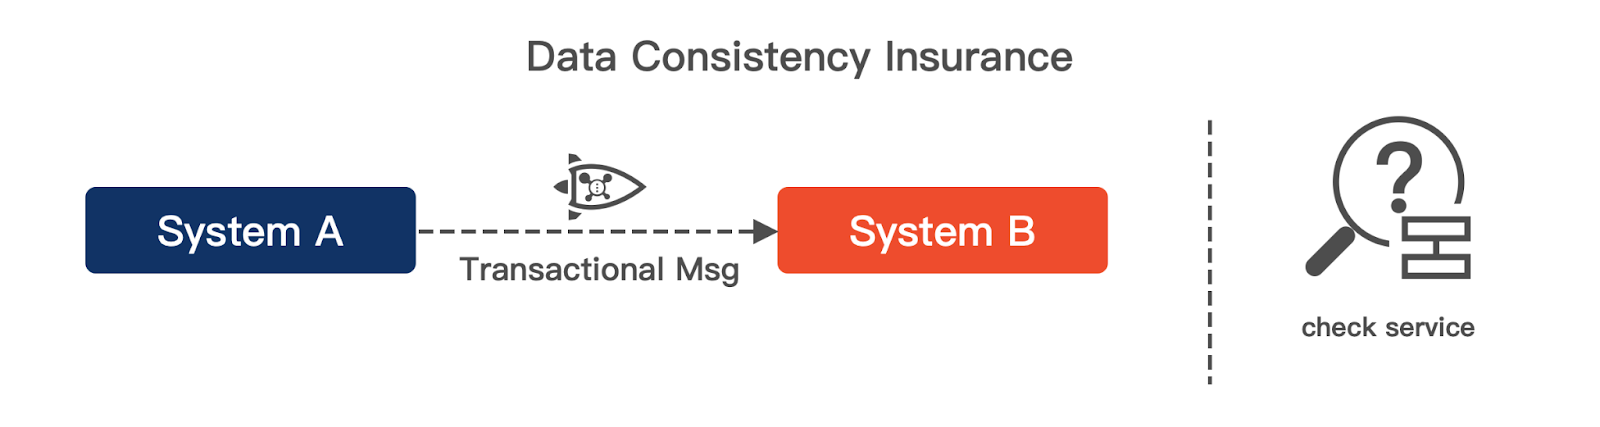 Data Consistency Insurance
System A
Transactional Msg
System B
?
check service